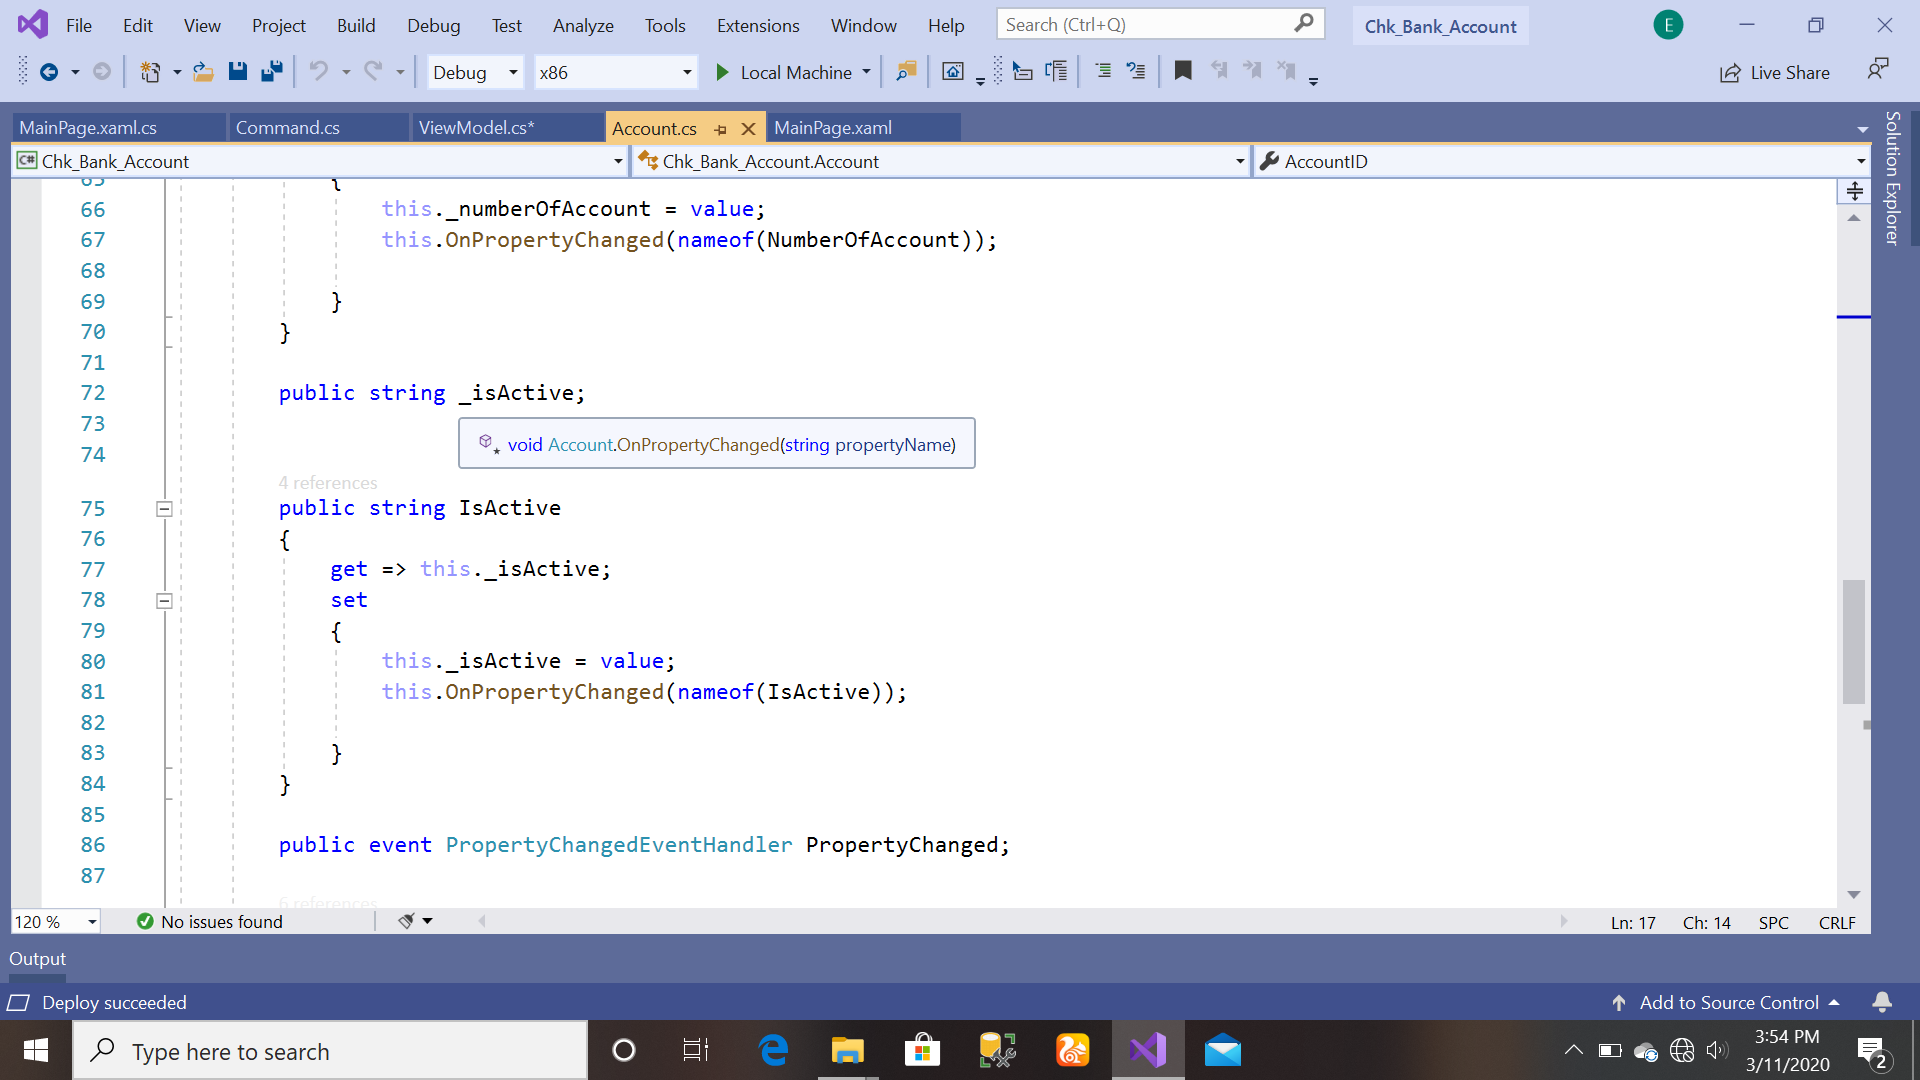 File Edit View Project Build Debug Test Analyze Tools Extensions Window Help Search (Ctrl+Q) Chk_Bank_Account E
Debug x86 Local Machine Live Share
MainPage.xaml.cs Command.cs ViewModel.cs* Account.cs MainPage.xaml
C# Chk_Bank_Account Chk_Bank_Account.Account AccountID
Solution Explorer
65 {
66 this._numberOfAccount = value;
67 this.OnPropertyChanged(nameof(NumberOfAccount));
68
69 }
70 }
71
72 public string _isActive;
73
void Account.OnPropertyChanged(string propertyName)
74
4 references
75 public string IsActive
76 {
77 get => this._isActive;
78 set
79 {
80 this._isActive = value;
81 this.OnPropertyChanged(nameof(IsActive));
82
83 }
84 }
85
86 public event PropertyChangedEventHandler PropertyChanged;
87
6 references
120 % No issues found Ln: 17 Ch: 14 SPC CRLF
Output
Deploy succeeded Add to Source Control
Type here to search
3:54 PM
3/11/2020
2